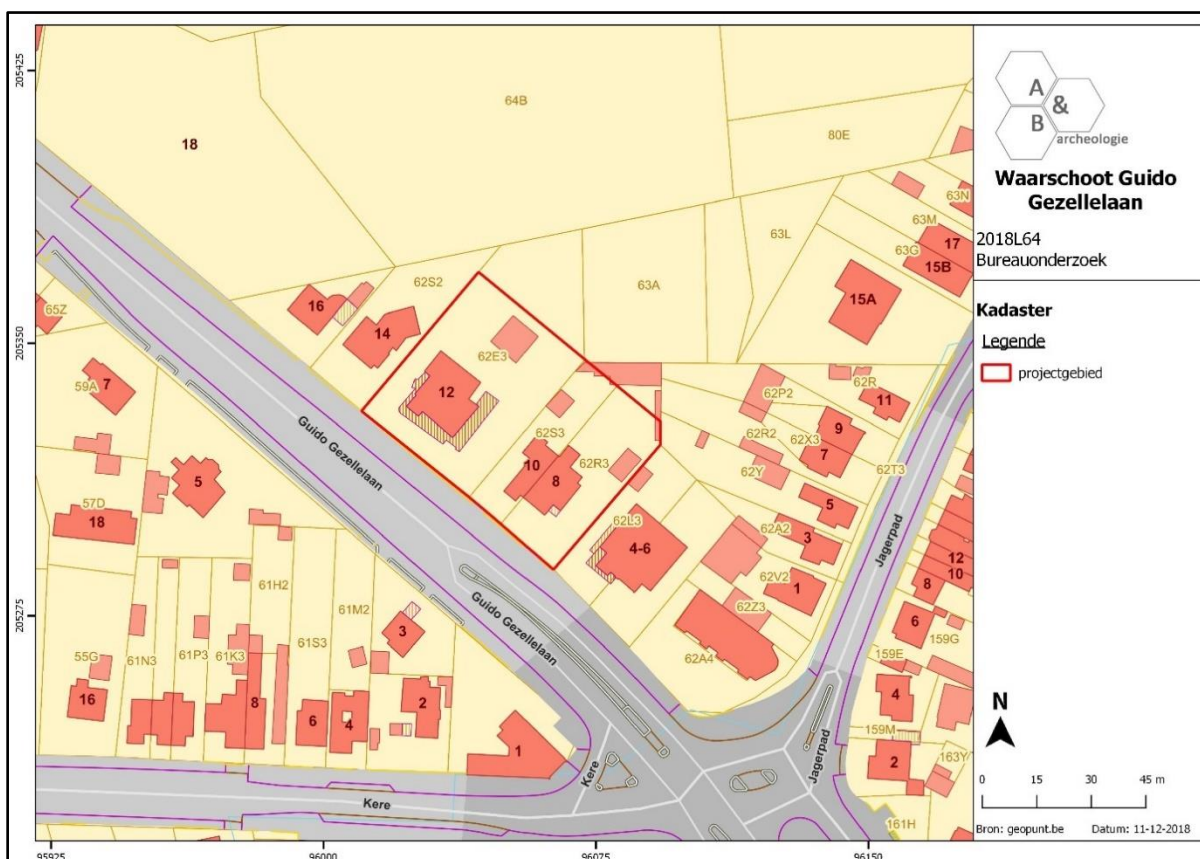 205425
205350
205275
95925
96000
96075
96150
64B
80E
18
63N
63M
17
63G
15B
63L
63A
15A
62S2
16
14
65Z
62E3
12
59A
7
62P2
62R
11
9
62R2
62X3
7
62Y
62T3
Guido Gezellelaan
62S3
10
8
62R3
5
57D
18
5
62L3
4-6
62A2
3
62V2
1
Jagerpad
12
10
8
62Z3
6
159G
61H2
61M2
Guido Gezellelaan
3
61S3
62A4
159E
55G
61N3
61P3
61K3
16
8
6
4
2
4
159M
1
Kere
Jagerpad
2
163Y
Kere
161H
A
&
B
archeologie
Waarschoot Guido
Gezellelaan
2018L64
Bureauonderzoek
Kadaster
Legende
projectgebied
N
0 15 30 45 m
Bron: geopunt.be Datum: 11-12-2018